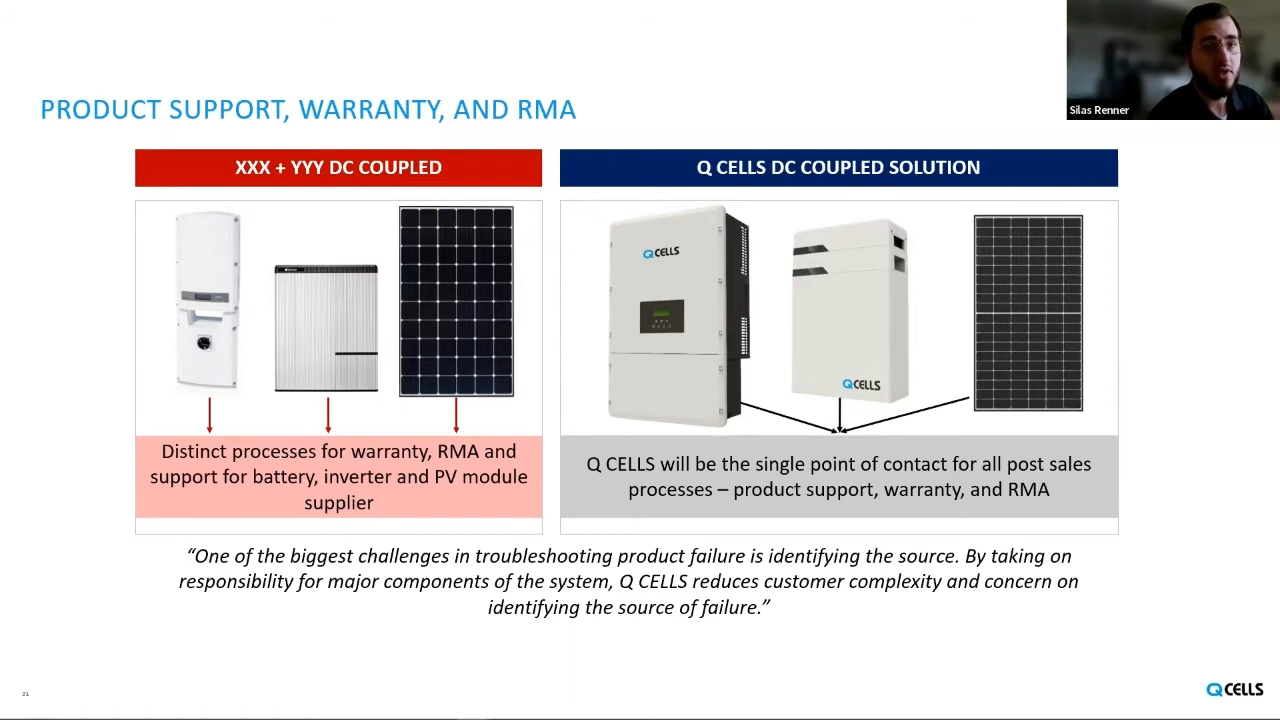 Silas Renner
PRODUCT SUPPORT, WARRANTY, AND RMA
XXX + YYY DC COUPLED
Q CELLS DC COUPLED SOLUTION
Q CELLS
Q CELLS
Distinct processes for warranty, RMA and
support for battery, inverter and PV module
supplier
Q CELLS will be the single point of contact for all post sales
processes – product support, warranty, and RMA
“One of the biggest challenges in troubleshooting product failure is identifying the source. By taking on
responsibility for major components of the system, Q CELLS reduces customer complexity and concern on
identifying the source of failure.”
21
Q CELLS